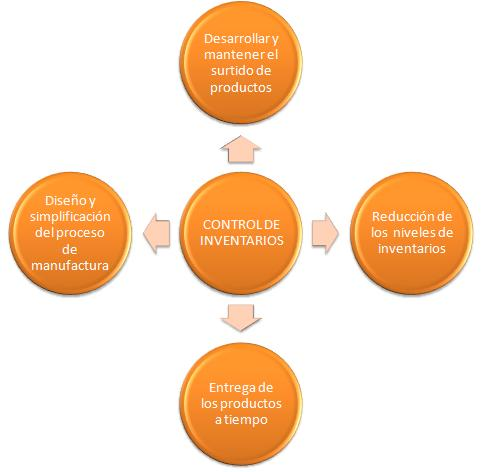 Desarrollar y
mantener el
surtido de
productos
Diseño y
simplificación
del proceso
de
manufactura
CONTROL DE
INVENTARIOS
Reducción de
los niveles de
inventarios
Entrega de
los productos
a tiempo